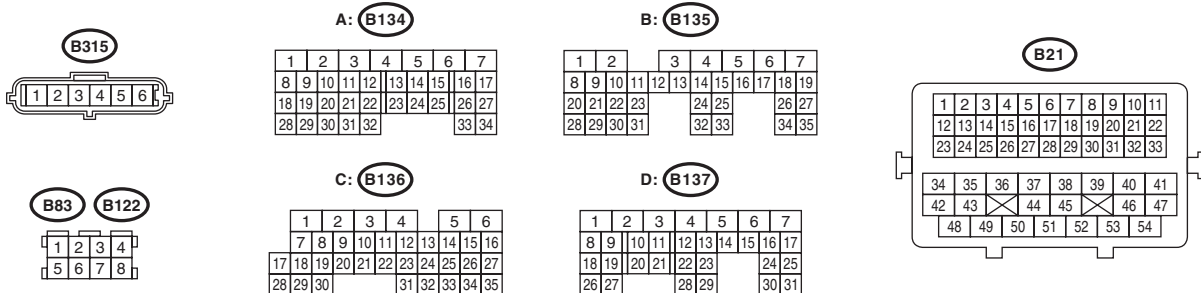 B315
1 2 3 4 5 6
B83 B122
1 2 3 4
5 6 7 8
A: B134
1 2 3 4 5 6 7
8 9 10 11 12 13 14 15 16 17
18 19 20 21 22 23 24 25 26 27
28 29 30 31 32 33 34
B: B135
1 2 3 4 5 6 7
8 9 10 11 12 13 14 15 16 17 18 19
20 21 22 23 24 25 26 27
28 29 30 31 32 33 34 35
C: B136
1 2 3 4 5 6
7 8 9 10 11 12 13 14 15 16
17 18 19 20 21 22 23 24 25 26 27
28 29 30 31 32 33 34 35
D: B137
1 2 3 4 5 6 7
8 9 10 11 12 13 14 15 16 17
18 19 20 21 22 23 24 25
26 27 28 29 30 31
B21
1 2 3 4 5 6 7 8 9 10 11
12 13 14 15 16 17 18 19 20 21 22
23 24 25 26 27 28 29 30 31 32 33
34 35 36 37 38 39 40 41
42 43 44 45 46 47
48 49 50 51 52 53 54